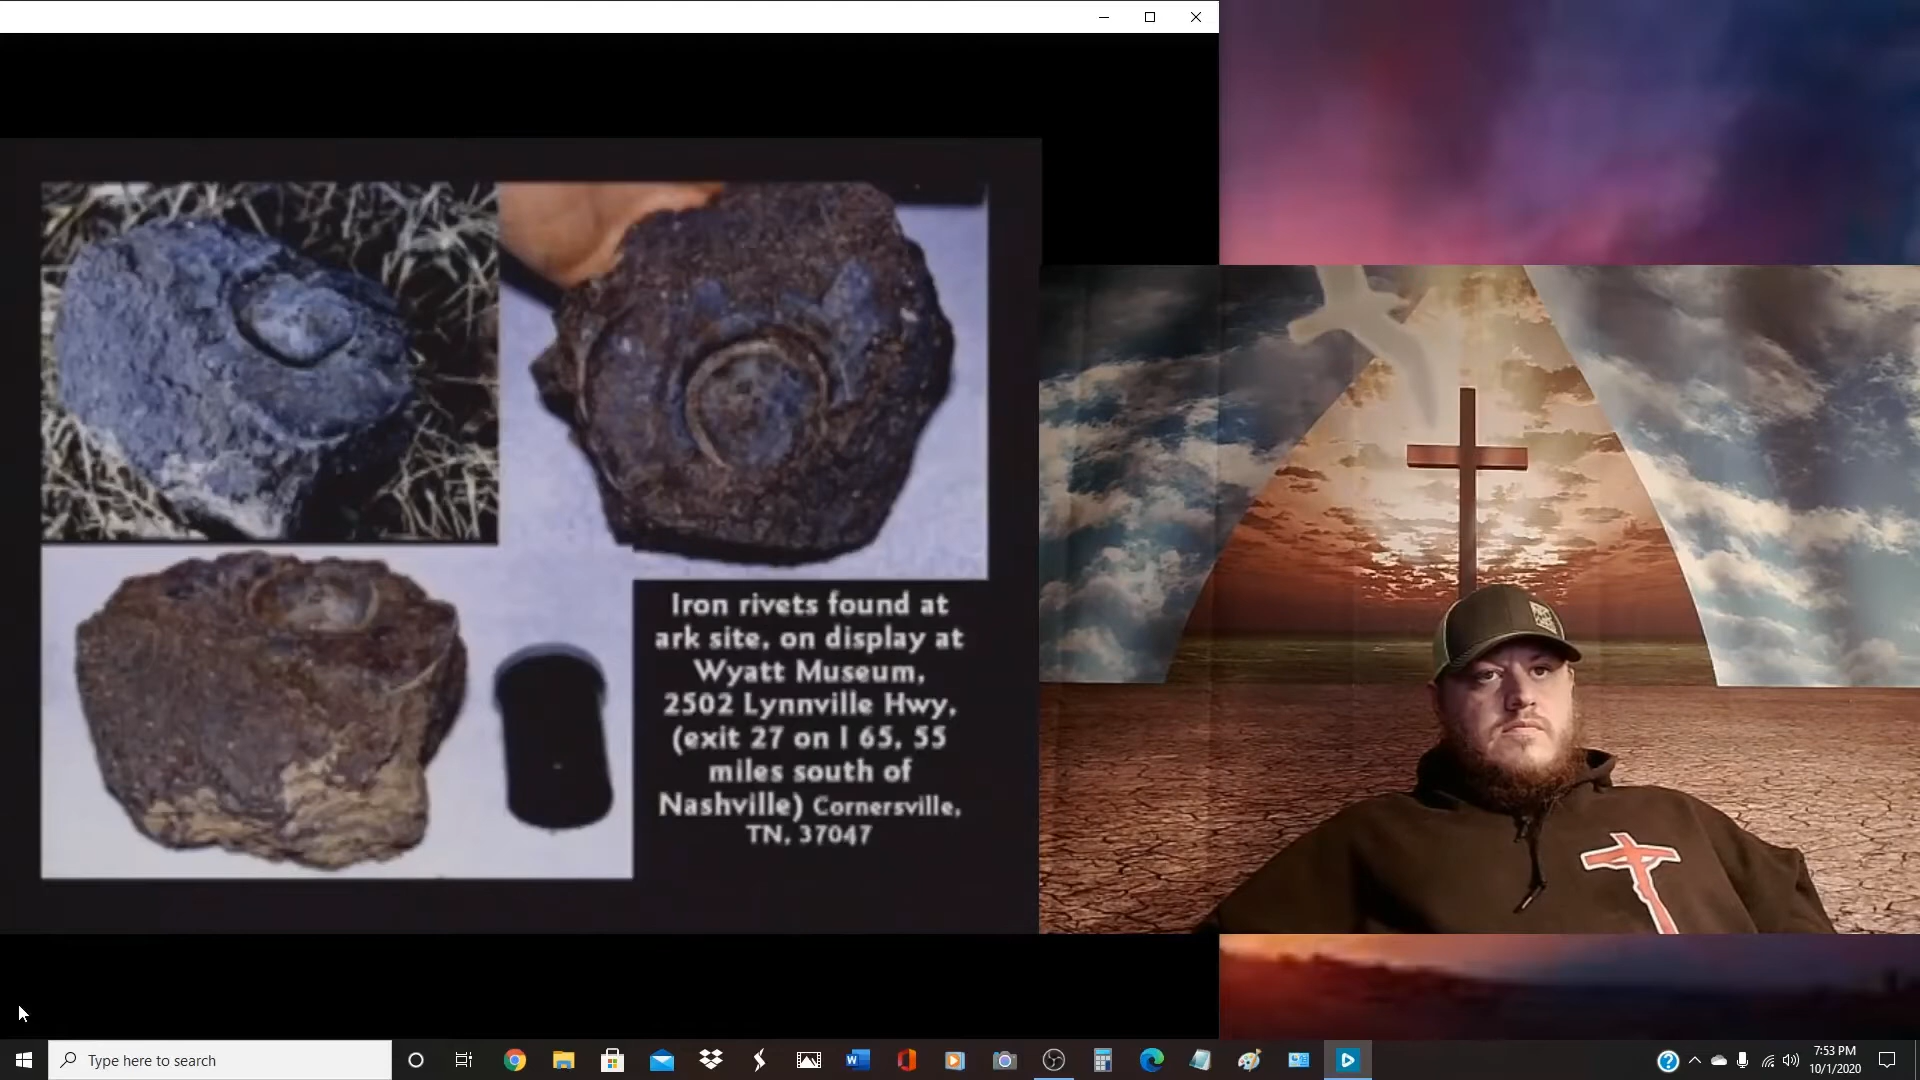 Iron rivets found at
ark site, on display at
Wyatt Museum,
2502 Lynnville Hwy,
(exit 27 on I 65, 55
miles south of
Nashville) Cornersville,
TN, 37047
Type here to search
7:53 PM
10/1/2020